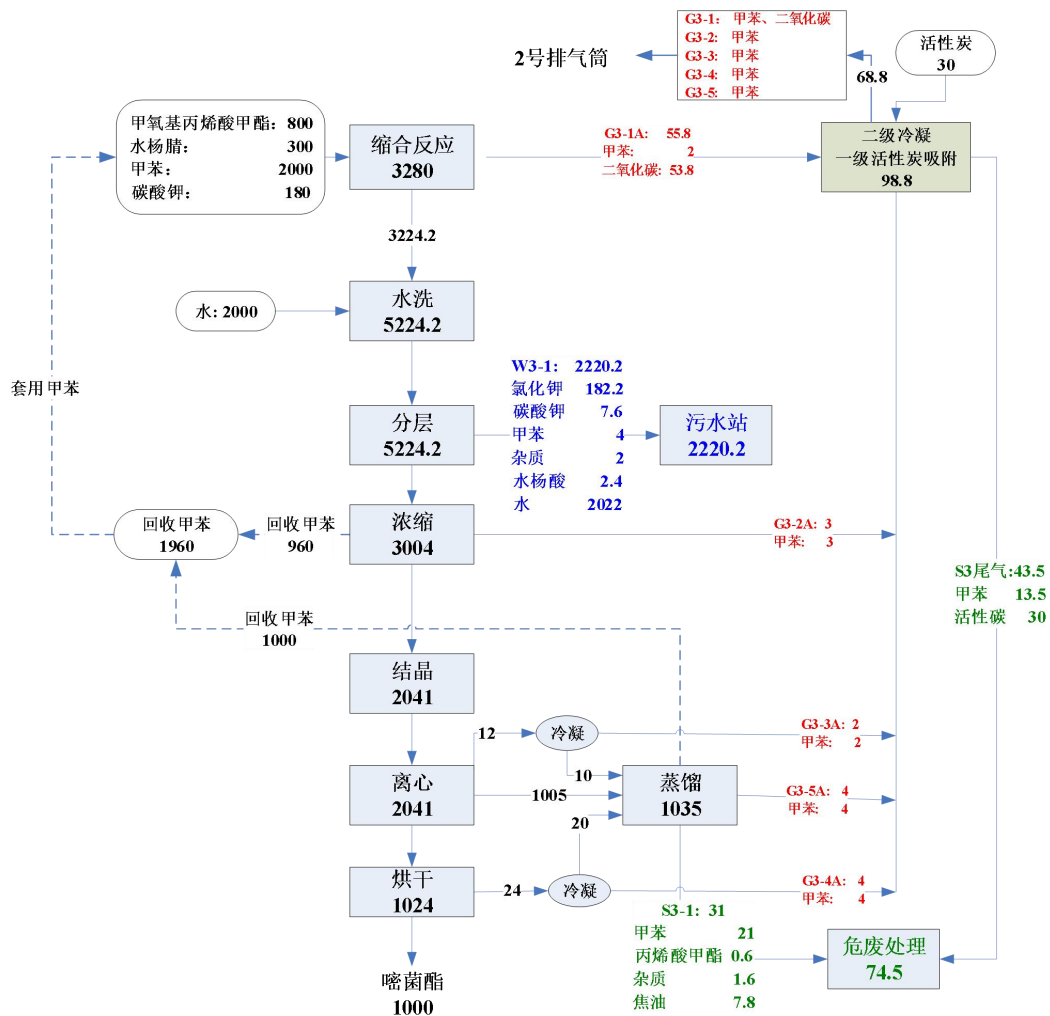 G3-1: 甲苯、二氧化碳
G3-2: 甲苯
G3-3: 甲苯
G3-4: 甲苯
G3-5: 甲苯
2号排气筒
68.8
活性炭
30
甲氧基丙烯酸甲酯: 800
水杨腈: 300
甲苯: 2000
碳酸钾: 180
缩合反应
3280
G3-1A: 55.8
甲苯: 2
二氧化碳: 53.8
二级冷凝
一级活性炭吸附
98.8
3224.2
水: 2000
水洗
5224.2
套用甲苯
分层
5224.2
W3-1: 2220.2
氯化钾 182.2
碳酸钾 7.6
甲苯 4
杂质 2
水杨酸 2.4
水 2022
污水站
2220.2
回收甲苯
1960
回收甲苯
960
浓缩
3004
G3-2A: 3
甲苯: 3
S3尾气:43.5
甲苯 13.5
活性碳 30
回收甲苯
1000
结晶
2041
12
冷凝
G3-3A: 2
甲苯: 2
10
离心
2041
1005
蒸馏
1035
G3-5A: 4
甲苯: 4
20
烘干
1024
24
冷凝
G3-4A: 4
甲苯: 4
S3-1: 31
甲苯 21
丙烯酸甲酯 0.6
杂质 1.6
焦油 7.8
危废处理
74.5
嘧菌酯
1000